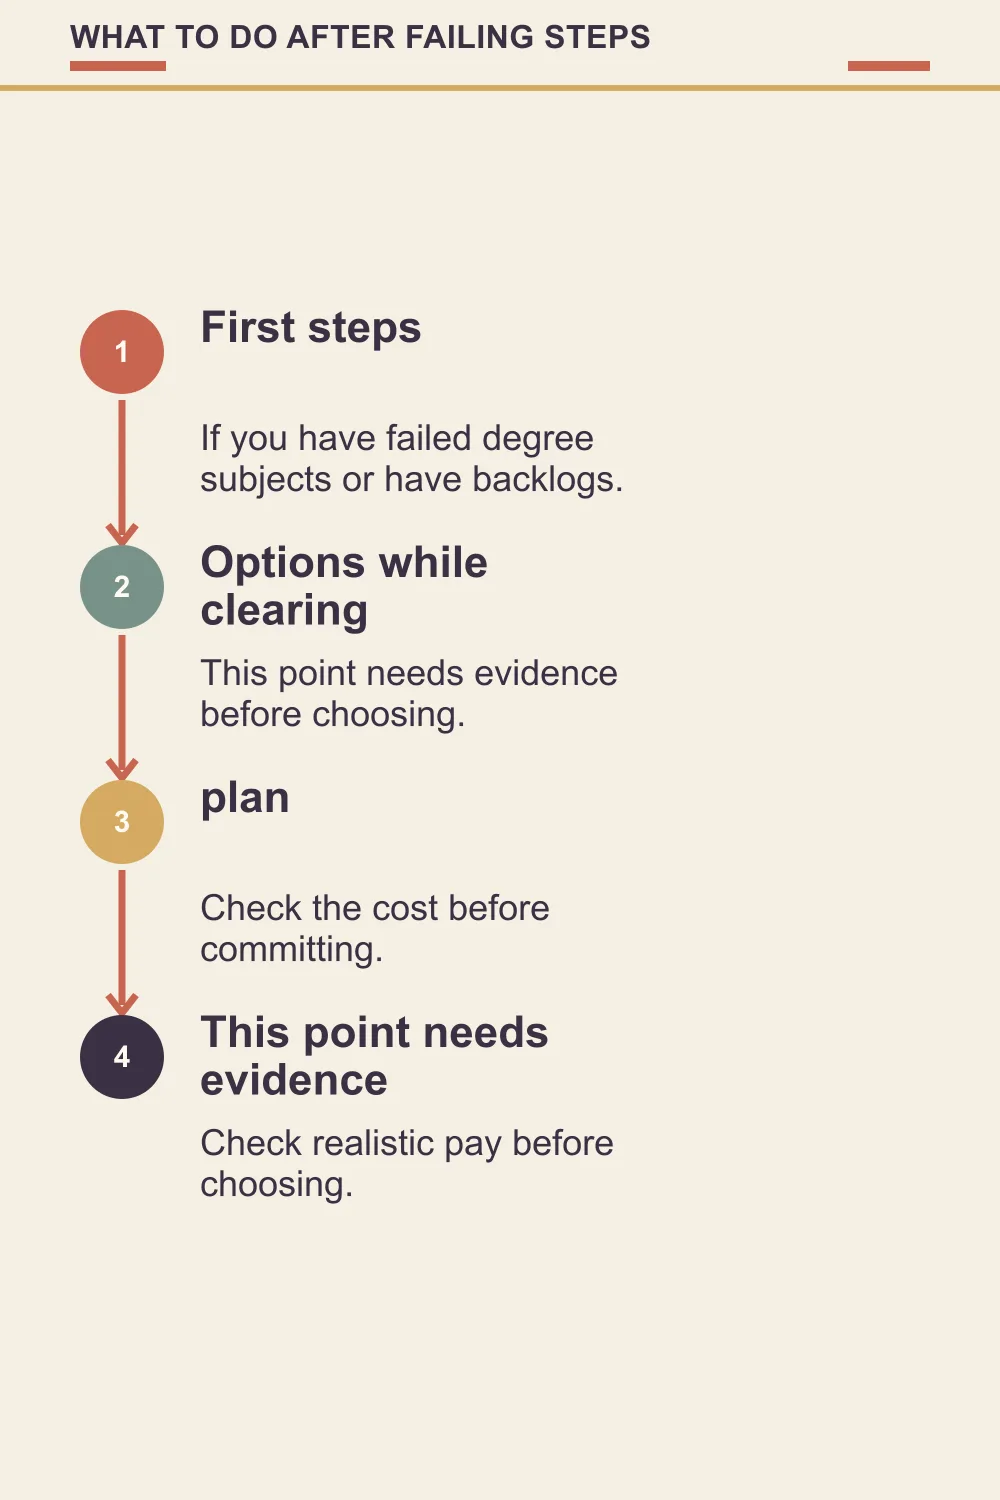 WHAT TO DO AFTER FAILING STEPS
1
First steps
If you have failed degree
subjects or have backlogs.
2
Options while
clearing
This point needs evidence
before choosing.
3
plan
Check the cost before
committing.
4
This point needs
evidence
Check realistic pay before
choosing.